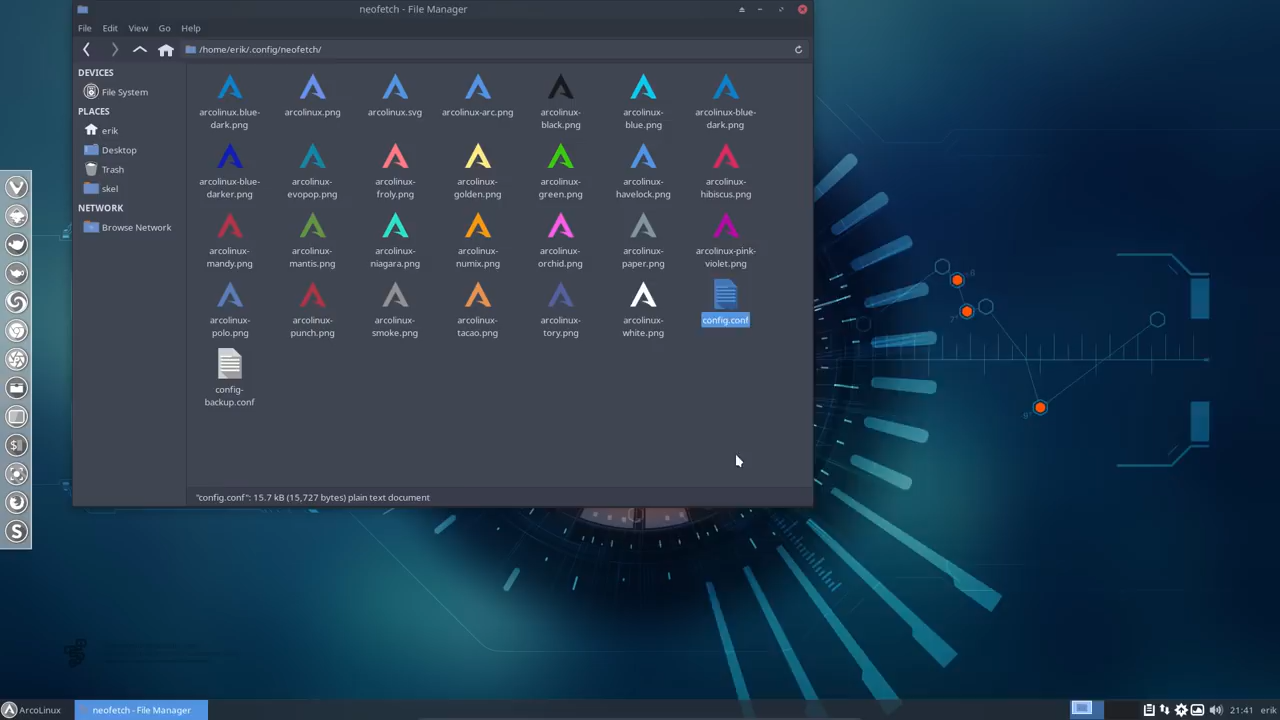 neofetch - File Manager
File Edit View Go Help
/home/erik/.config/neofetch/
DEVICES
File System
PLACES
erik
Desktop
Trash
skel
NETWORK
Browse Network
arcolinux.blue-
dark.png
arcolinux.png
arcolinux.svg
arcolinux-arc.png
arcolinux-
black.png
arcolinux-
blue.png
arcolinux-blue-
dark.png
arcolinux-blue-
darker.png
arcolinux-
evopop.png
arcolinux-
froly.png
arcolinux-
golden.png
arcolinux-
green.png
arcolinux-
havelock.png
arcolinux-
hibiscus.png
arcolinux-
mandy.png
arcolinux-
mantis.png
arcolinux-
niagara.png
arcolinux-
numix.png
arcolinux-
orchid.png
arcolinux-
paper.png
arcolinux-pink-
violet.png
arcolinux-
polo.png
arcolinux-
punch.png
arcolinux-
smoke.png
arcolinux-
tacao.png
arcolinux-
tory.png
arcolinux-
white.png
config.conf
config-
backup.conf
"config.conf": 15.7 kB (15,727 bytes) plain text document
ArcoLinux
neofetch - File Manager
21:41 erik